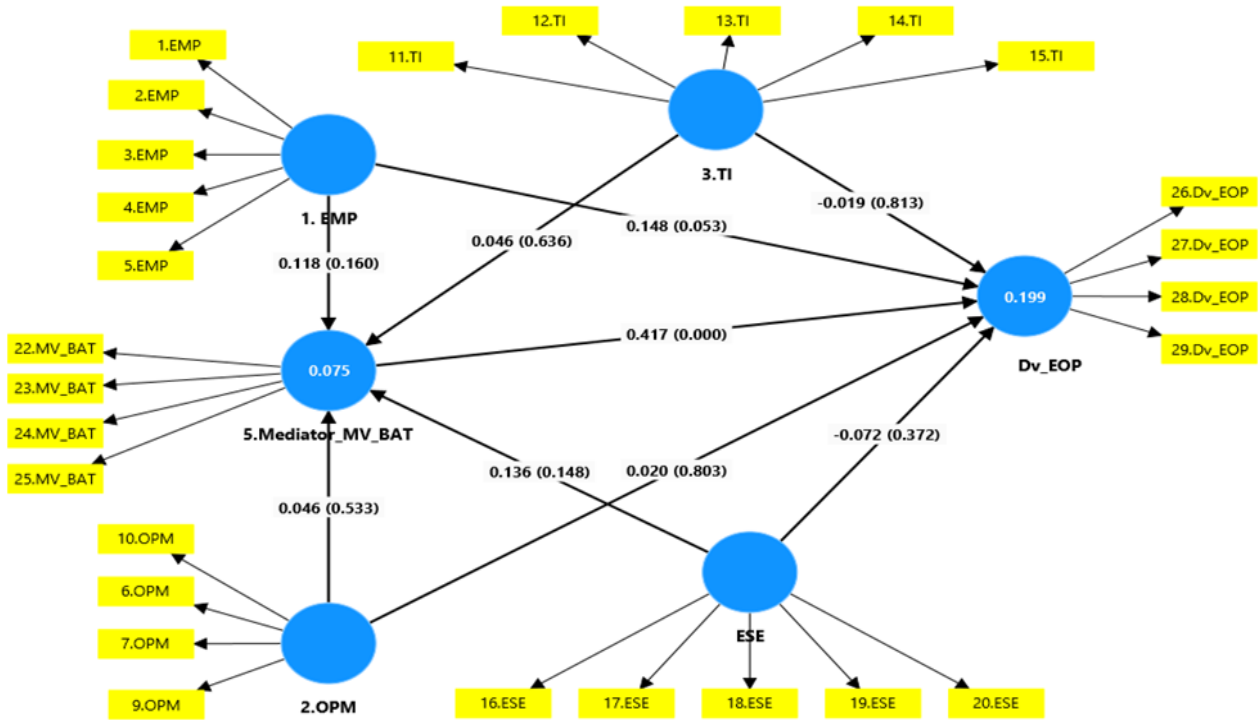 12.TI
13.TI
14.TI
1.EMP
11.TI
15.TI
2.EMP
3.EMP
3.TI
4.EMP
1. EMP
5.EMP
-0.019 (0.813)
26.Dv_EOP
0.148 (0.053)
0.046 (0.636)
27.Dv_EOP
0.118 (0.160)
0.199
28.Dv_EOP
0.417 (0.000)
29.Dv_EOP
22.MV_BAT
Dv_EOP
0.075
23.MV_BAT
24.MV_BAT
5.Mediator_MV_BAT
-0.072 (0.372)
25.MV_BAT
0.136 (0.148)
0.020 (0.803)
0.046 (0.533)
10.OPM
6.OPM
7.OPM
ESE
9.OPM
2.OPM
16.ESE
17.ESE
18.ESE
19.ESE
20.ESE